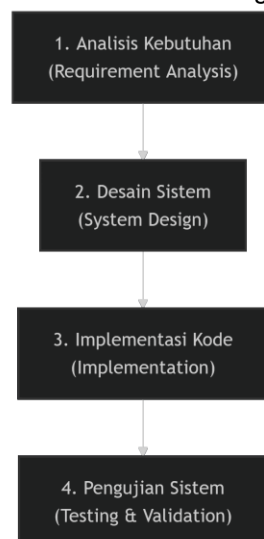 1. Analisis Kebutuhan
(Requirement Analysis)
2. Desain Sistem
(System Design)
3. Implementasi Kode
(Implementation)
4. Pengujian Sistem
(Testing & Validation)